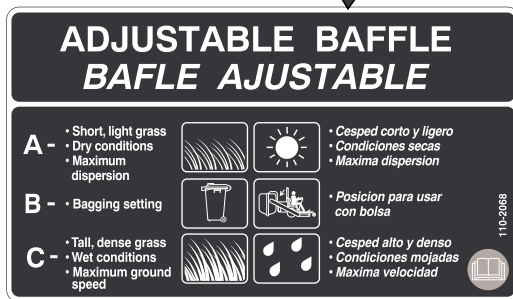 ADJUSTABLE BAFFLE
BAFLE AJUSTABLE
A- • Short, light grass
• Dry conditions
• Maximum
dispersion
• Cesped corto y ligero
• Condiciones secas
• Maxima dispersion
B - • Bagging setting
• Posicion para usar
con bolsa
C- • Tall, dense grass
• Wet conditions
• Maximum ground
speed
• Cesped alto y denso
• Condiciones mojadas
• Maxima velocidad
110-2068